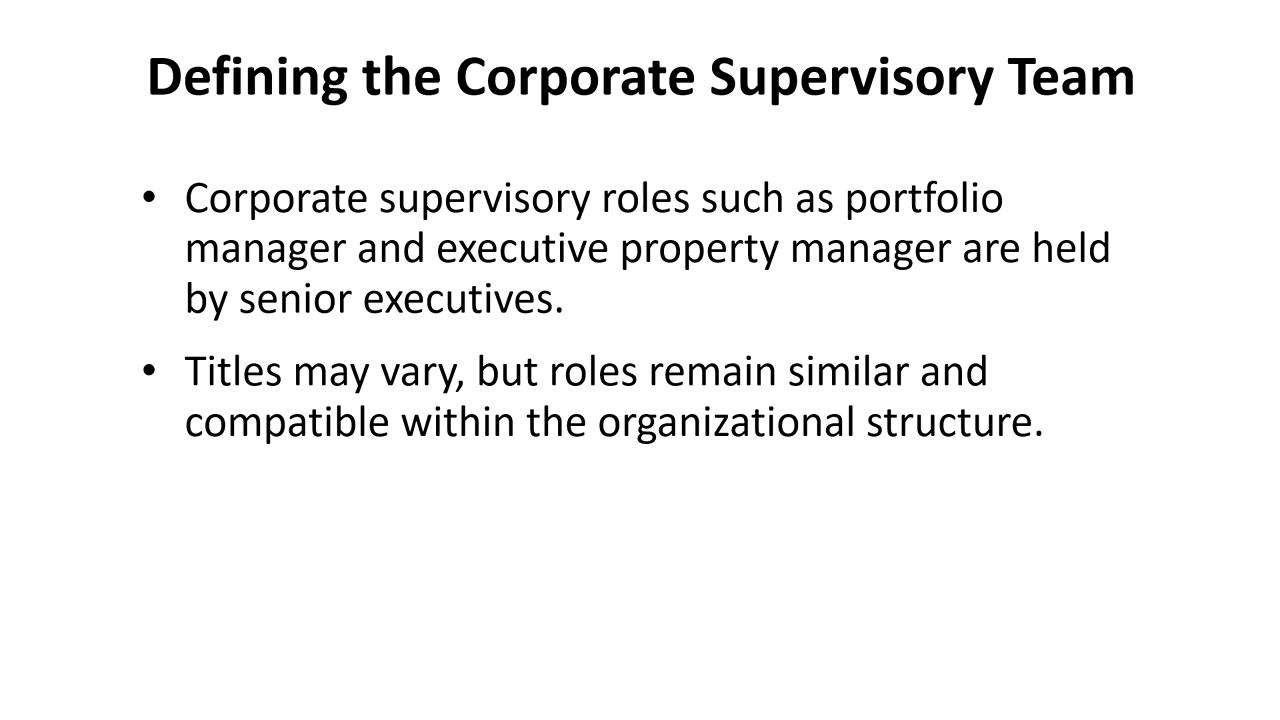 Defining the Corporate Supervisory Team
• Corporate supervisory roles such as portfolio
manager and executive property manager are held
by senior executives.
• Titles may vary, but roles remain similar and
compatible within the organizational structure.